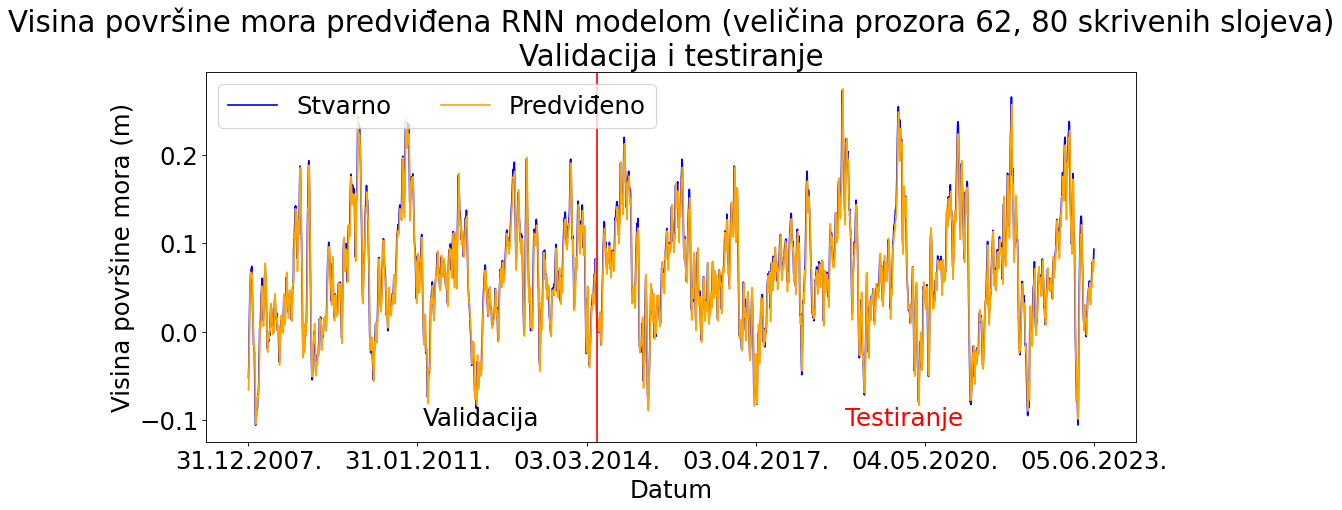 Visina površine mora predviđena RNN modelom (veličina prozora 62, 80 skrivenih slojeva)
Validacija i testiranje
Stvarno
Predviđeno
Visina površine mora (m)
0.2
0.1
0.0
−0.1
Validacija
Testiranje
31.12.2007.
31.01.2011.
03.03.2014.
03.04.2017.
04.05.2020.
05.06.2023.
Datum